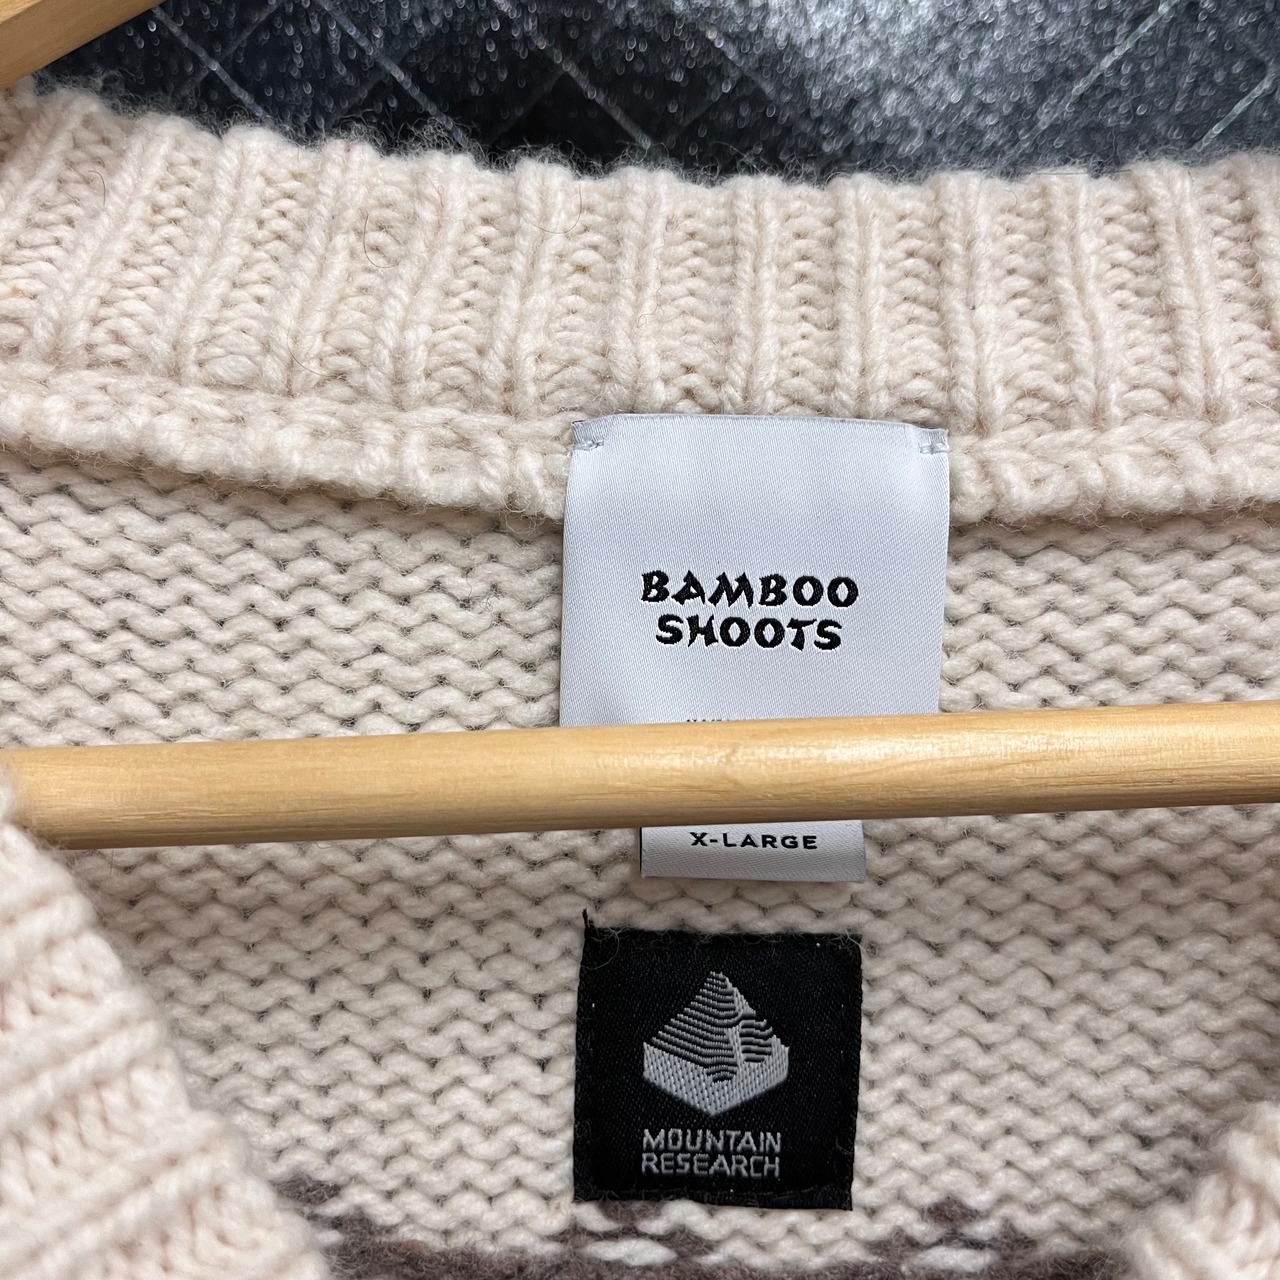 BAMBOO
SHOOTS
X-LARGE
MOUNTAIN
RESEARCH